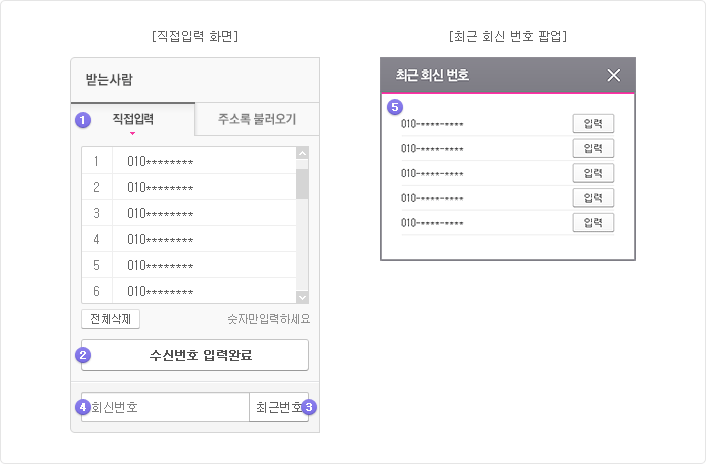 [직접입력 화면]
받는사람
1 직접입력 주소록 불러오기
1 010********
2 010********
3 010********
4 010********
5 010********
6 010********
전체삭제 숫자만입력하세요
2 수신번호 입력완료
4 회신번호 최근번호 3
[최근 회신 번호 팝업]
최근 회신 번호
5
010-****-**** 입력
010-****-**** 입력
010-****-**** 입력
010-****-**** 입력
010-****-**** 입력